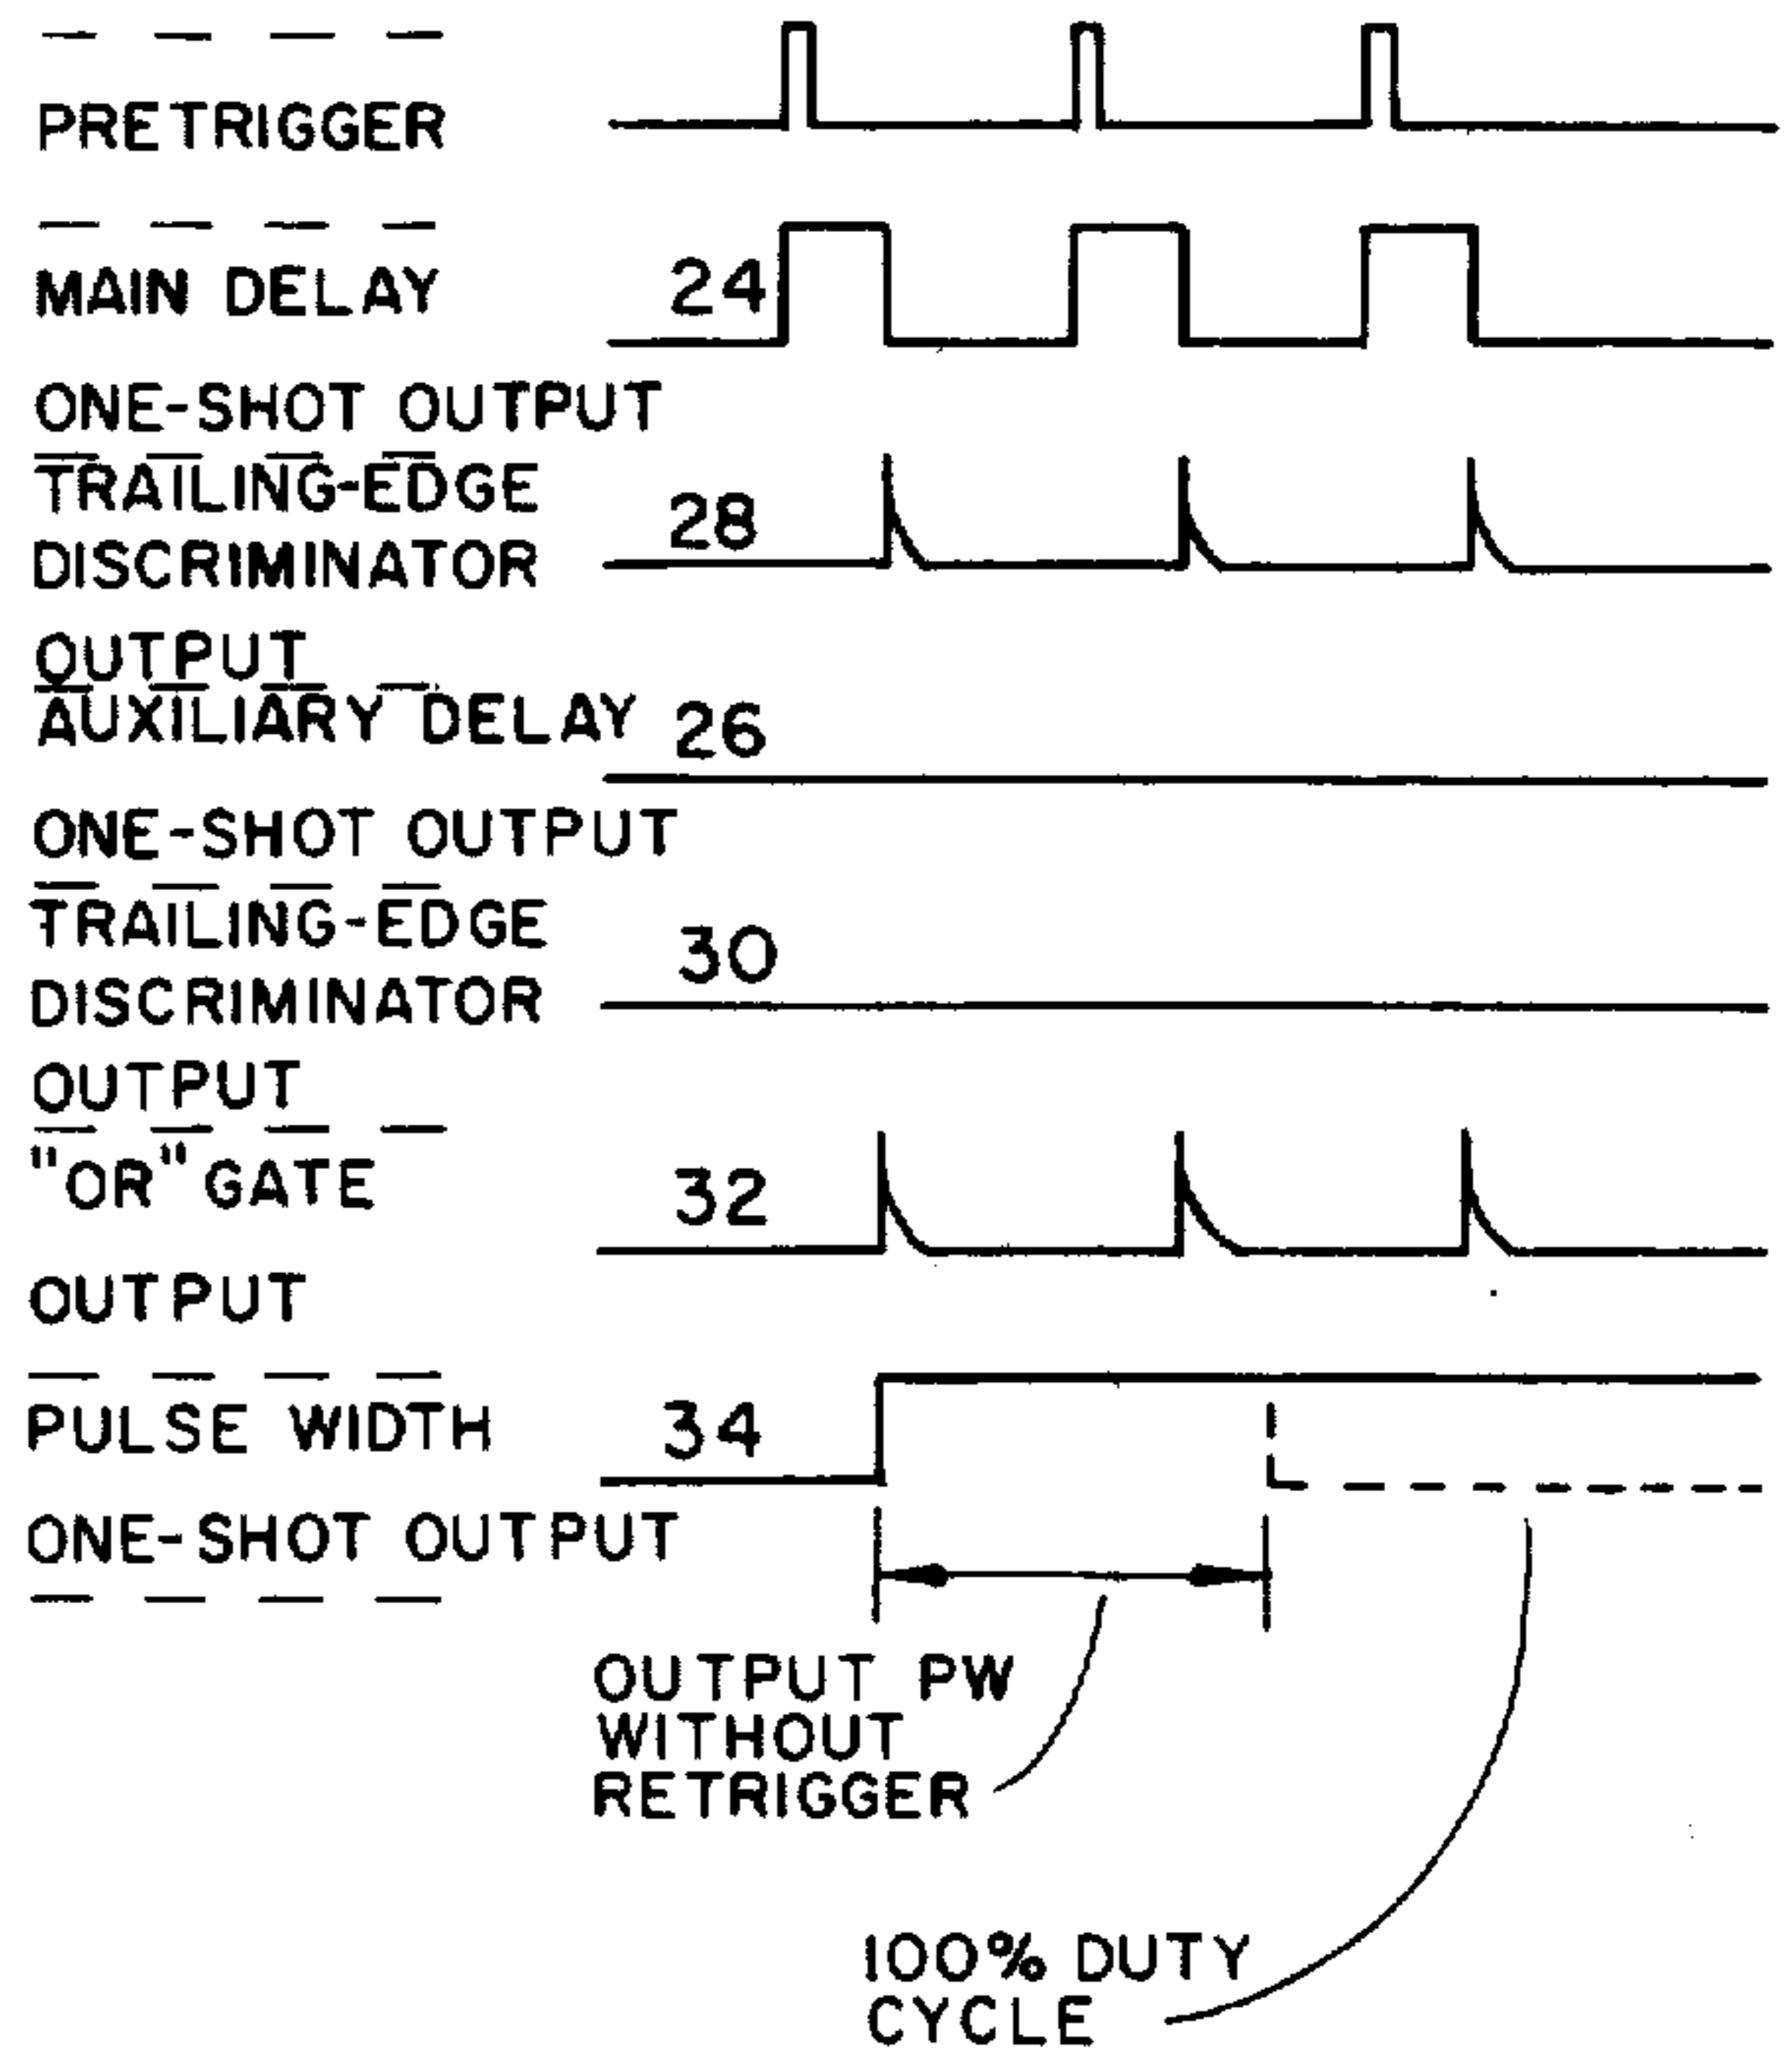 PRETRIGGER
MAIN DELAY 24
ONE-SHOT OUTPUT
TRAILING-EDGE
DISCRIMINATOR 28
OUTPUT
AUXILIARY DELAY 26
ONE-SHOT OUTPUT
TRAILING-EDGE
DISCRIMINATOR 30
OUTPUT
"OR" GATE 32
OUTPUT
PULSE WIDTH 34
ONE-SHOT OUTPUT
OUTPUT PW
WITHOUT
RETRIGGER
100% DUTY
CYCLE